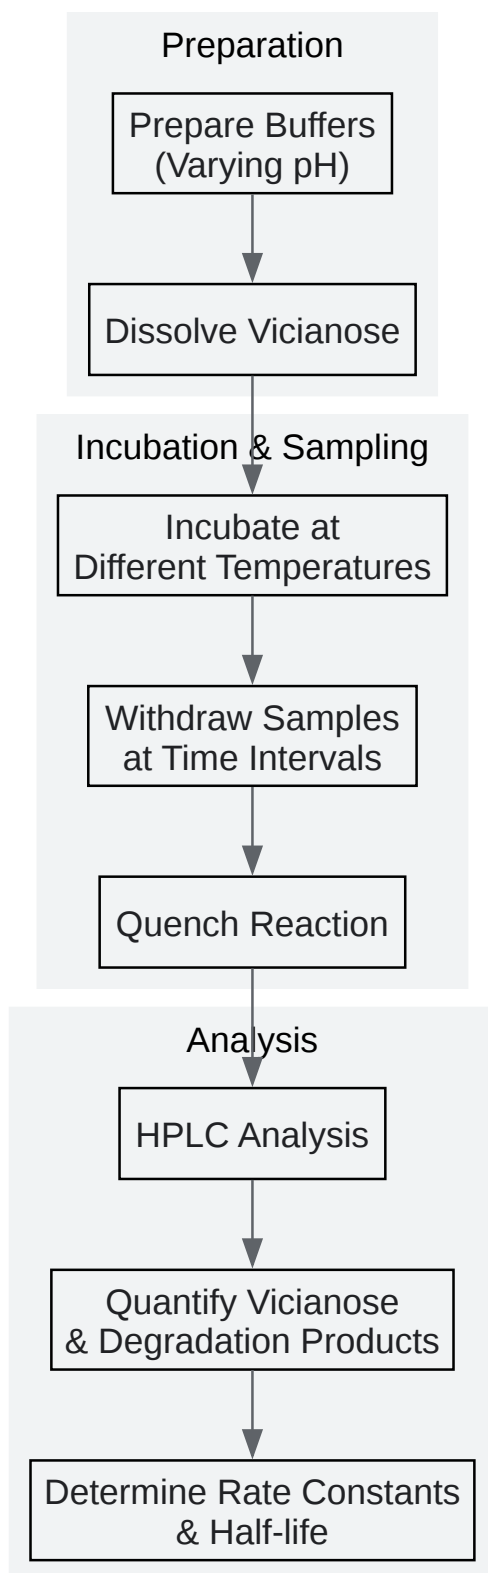 Preparation
Prepare Buffers
(Varying pH)
Dissolve Vicianose
Incubation & Sampling
Incubate at
Different Temperatures
Withdraw Samples
at Time Intervals
Quench Reaction
Analysis
HPLC Analysis
Quantify Vicianose
& Degradation Products
Determine Rate Constants
& Half-life